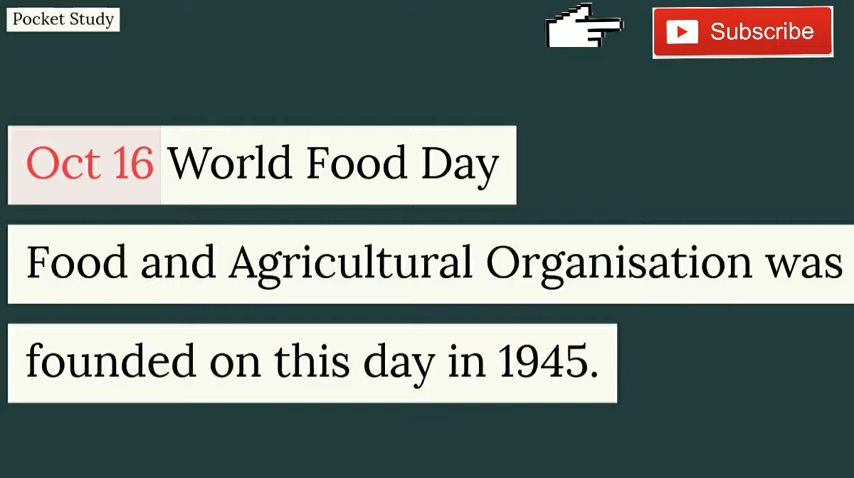 Pocket Study
Subscribe
Oct 16 World Food Day
Food and Agricultural Organisation was
founded on this day in 1945.